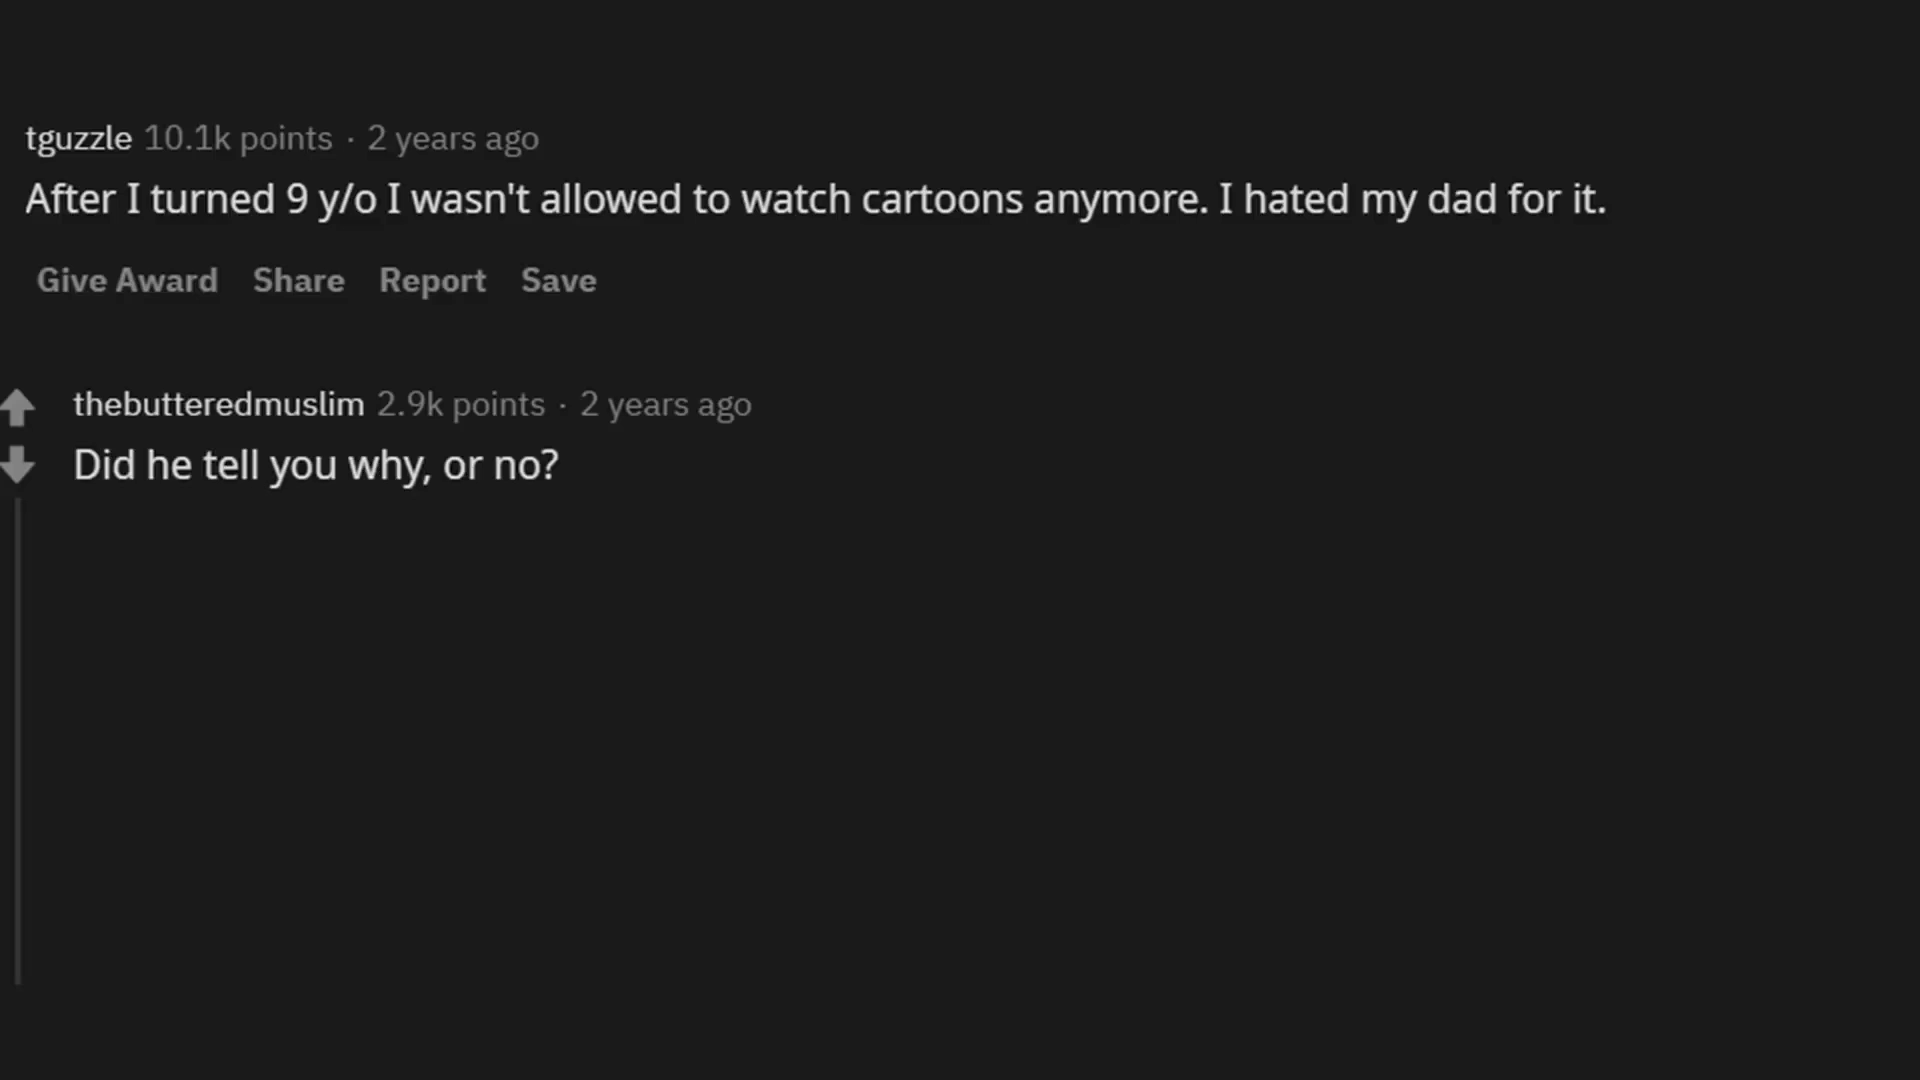 tguzzle 10.1k points · 2 years ago
After I turned 9 y/o I wasn't allowed to watch cartoons anymore. I hated my dad for it.
Give Award Share Report Save
thebutteredmuslim 2.9k points · 2 years ago
Did he tell you why, or no?